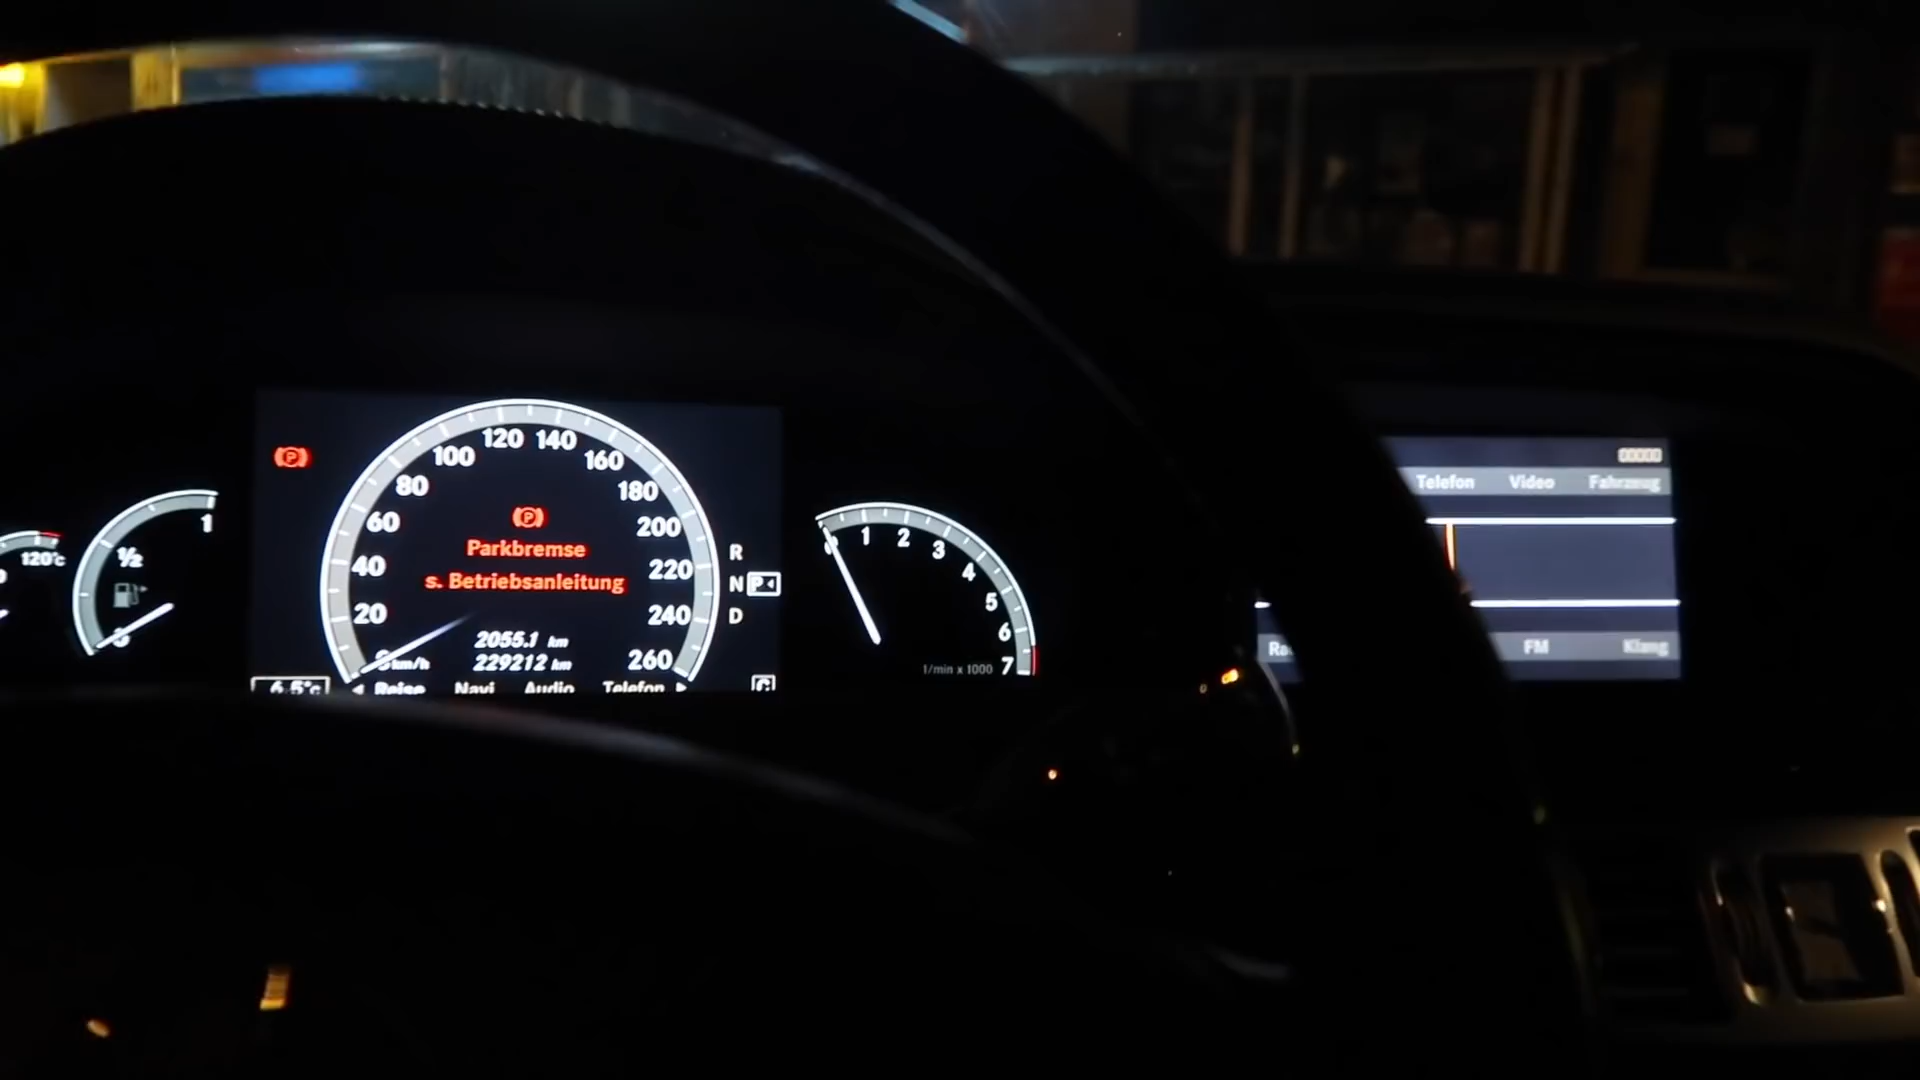 120°c
1
½
120 140
100 160
80 180
60 200
40 220
20 240
260
km/h
P
P
Parkbremse
s. Betriebsanleitung
2055.1 km
229212 km
R
N P
D
Reise Navi Audio Telefon
C
1
2
3
4
5
6
7
1/min x 1000
Telefon Video Fahrzeug
FM Klang